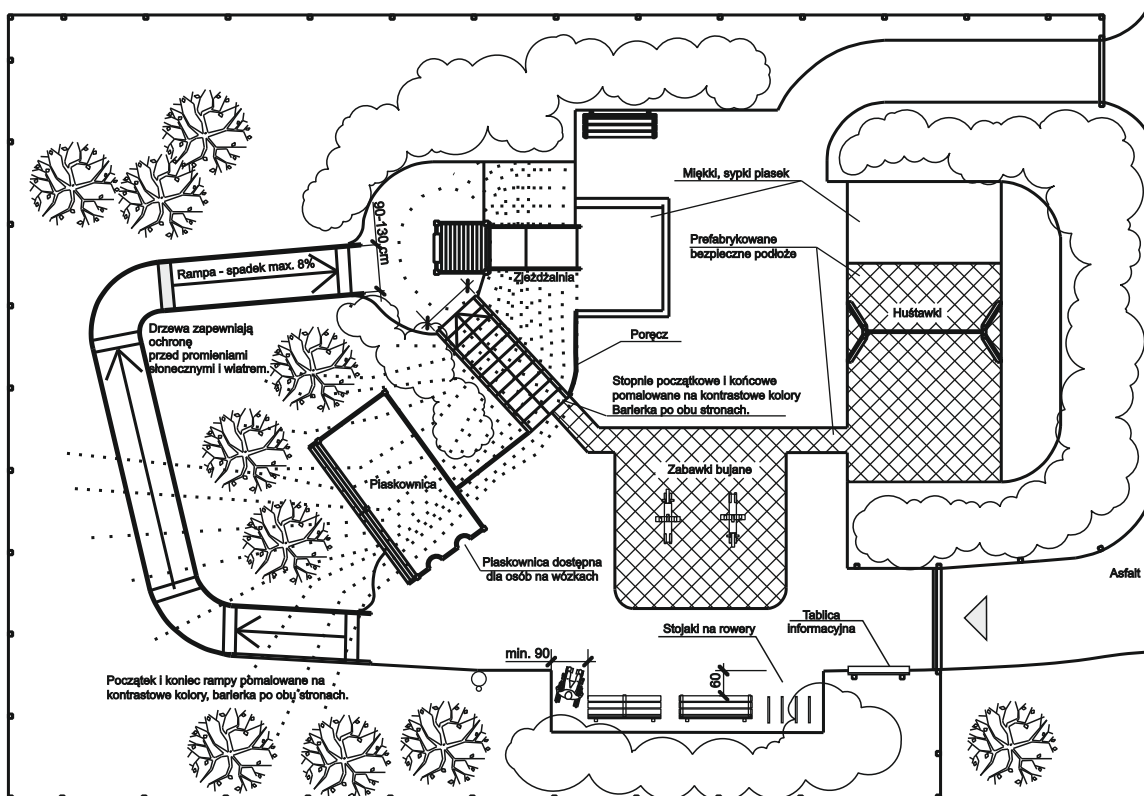 Miękki, sypki piasek
90-130 cm
Prefabrykowane
bezpieczne podłoże
Rampa - spadek max. 8%
Zjeżdżalnia
Huśtawki
Drzewa zapewniają
ochronę
przed promieniami
słonecznymi i wiatrem.
Poręcz
Stopnie początkowe i końcowe
pomalowane na kontrastowe kolory
Barierka po obu stronach.
Zabawki bujane
Piaskownica
Piaskownica dostępna
dla osób na wózkach
Asfalt
Tablica
informacyjna
Stojaki na rowery
min. 90
60
Początek i koniec rampy pomalowane na
kontrastowe kolory, barierka po obu stronach.